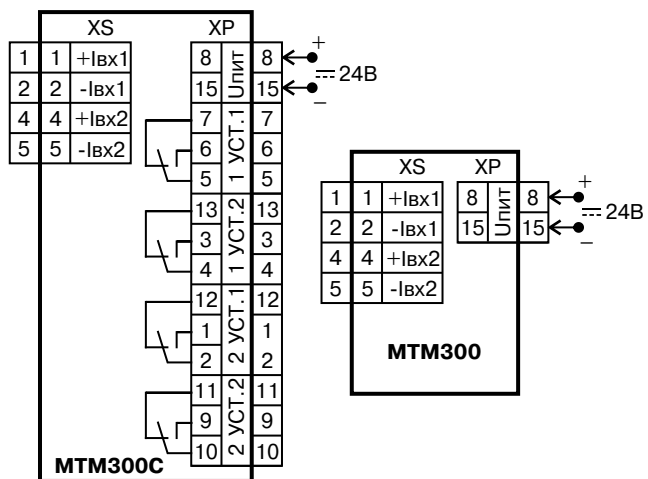 XS XP
1 1 +Iвх1 8 Uпит 8 + 24В
2 2 -Iвх1 15 15 –
4 4 +Iвх2 7 1 УСТ.1 7
5 5 -Iвх2 6 6
5 5
13 1 УСТ.2 13
3 3
4 4
12 2 УСТ.1 12
1 1
2 2
11 2 УСТ.2 11
9 9
10 10
МТМ300С
XS XP
1 1 +Iвх1 8 Uпит 8 + 24В
2 2 -Iвх1 15 15 –
4 4 +Iвх2
5 5 -Iвх2
МТМ300